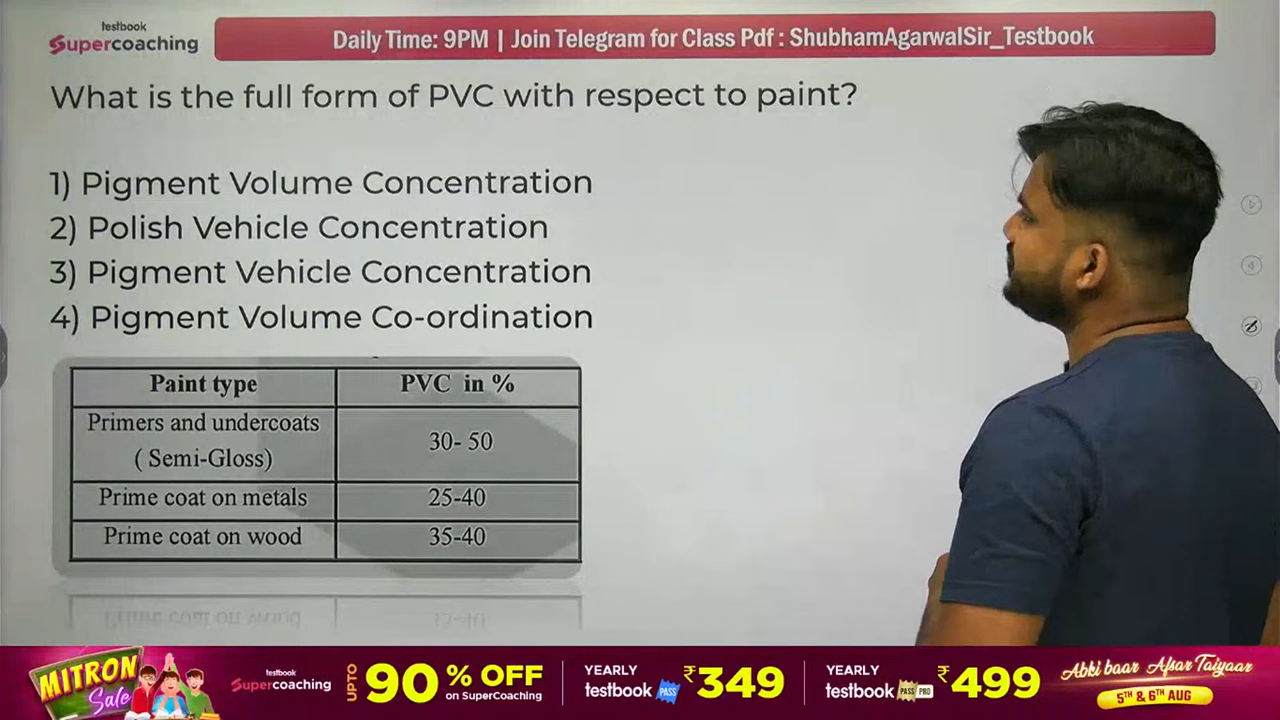 testbook
Supercoaching
Daily Time: 9PM | Join Telegram for Class Pdf : ShubhamAgarwalSir_Testbook
What is the full form of PVC with respect to paint?
1) Pigment Volume Concentration
2) Polish Vehicle Concentration
3) Pigment Vehicle Concentration
4) Pigment Volume Co-ordination
Paint type PVC in %
Primers and undercoats
( Semi-Gloss) 30- 50
Prime coat on metals 25-40
Prime coat on wood 35-40
MITRON
Sale
testbook
Supercoaching
UPTO 90 % OFF
on SuperCoaching
YEARLY
testbook PASS
₹349
YEARLY
testbook PASS PRO
₹499
Abki baar Afsar Taiyaar
5TH & 6TH AUG